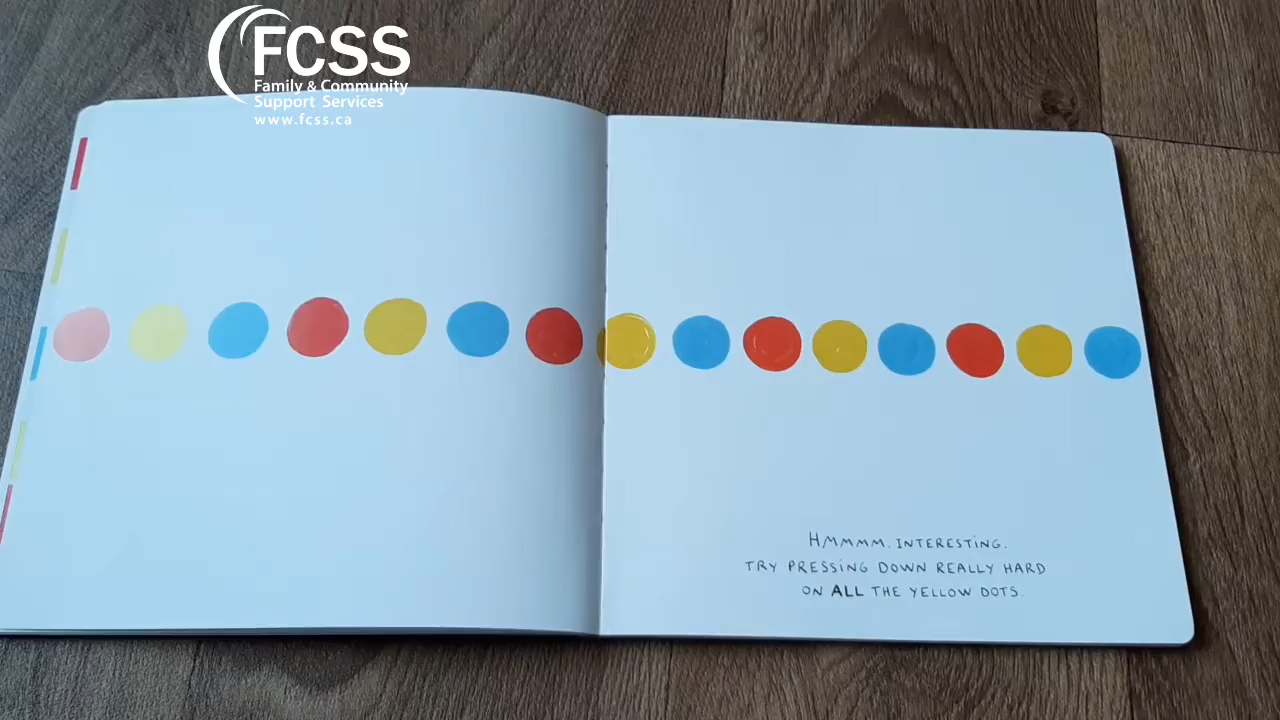 FCSS
Family & Community
Support Services
www.fcss.ca
HMMMM. INTERESTING.
TRY PRESSING DOWN REALLY HARD
ON ALL THE YELLOW DOTS.